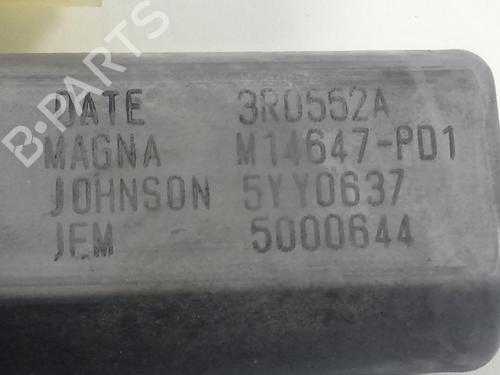 B-PARTS
DATE 3R0552A
MAGNA M14647-PD1
JOHNSON 5YY0637
JEM 5000644